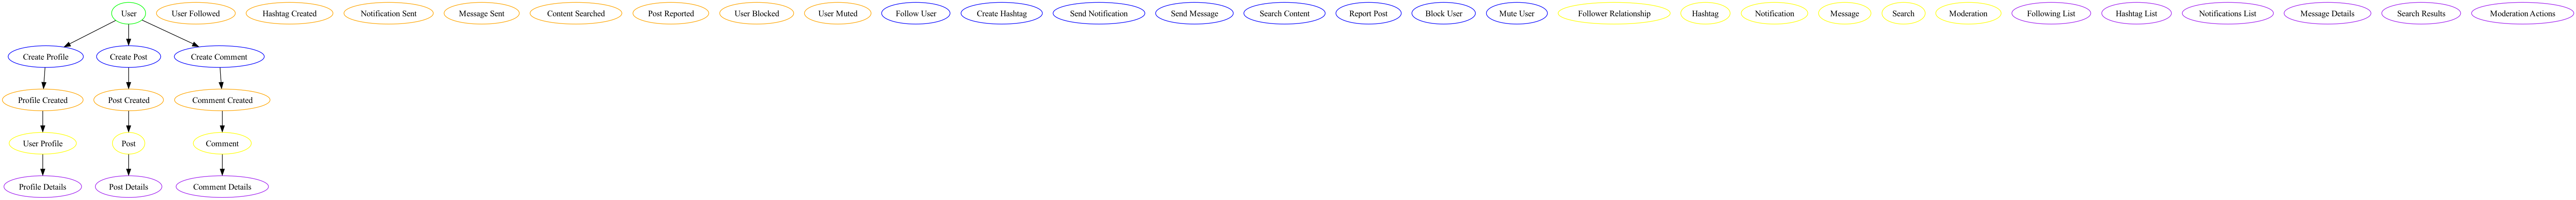 User
User Followed
Hashtag Created
Notification Sent
Message Sent
Content Searched
Post Reported
User Blocked
User Muted
Follow User
Create Hashtag
Send Notification
Send Message
Search Content
Report Post
Block User
Mute User
Follower Relationship
Hashtag
Notification
Message
Search
Moderation
Following List
Hashtag List
Notifications List
Message Details
Search Results
Moderation Actions
Create Profile
Create Post
Create Comment
Profile Created
Post Created
Comment Created
User Profile
Post
Comment
Profile Details
Post Details
Comment Details